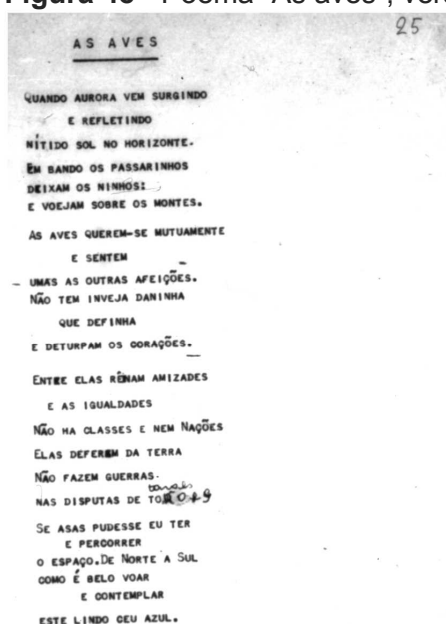 Poema "As aves", ver
25
AS AVES
QUANDO AURORA VEM SURGINDO
E REFLETINDO
NÍTIDO SOL NO HORIZONTE.
EM BANDO OS PASSARINHOS
DEIXAM OS NINHOS:
E VOEJAM SOBRE OS MONTES.
AS AVES QUEREM-SE MUTUAMENTE
E SENTEM
UMAS AS OUTRAS AFEIÇÕES.
NÃO TEM INVEJA DANINHA
QUE DEFINHA
E DETURPAM OS CORAÇÕES.
ENTRE ELAS RÊNAM AMIZADES
E AS IGUALDADES
NÃO HA CLASSES E NEM NAÇÕES
ELAS DEFEREM DA TERRA
NÃO FAZEM GUERRAS.
NAS DISPUTAS DE
SE ASAS PUDESSE EU TER
E PERCORRER
O ESPAÇO.DE NORTE A SUL
COMO É BELO VOAR
E CONTEMPLAR
ESTE LINDO CEU AZUL.